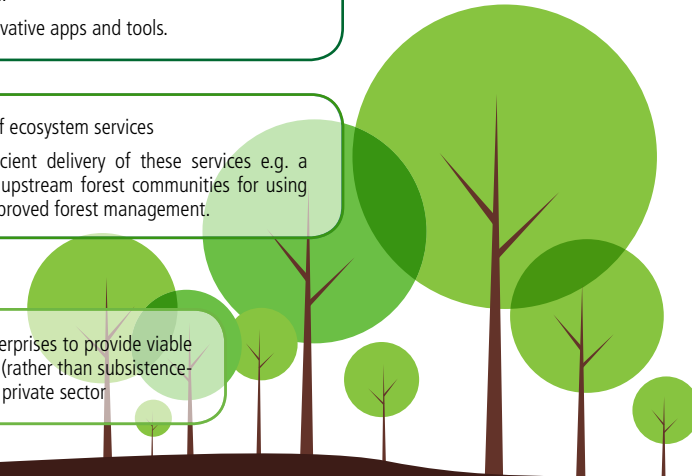 vative apps and tools.
f ecosystem services
cient delivery of these services e.g. a
upstream forest communities for using
proved forest management.
erprises to provide viable
(rather than subsistence-
private sector